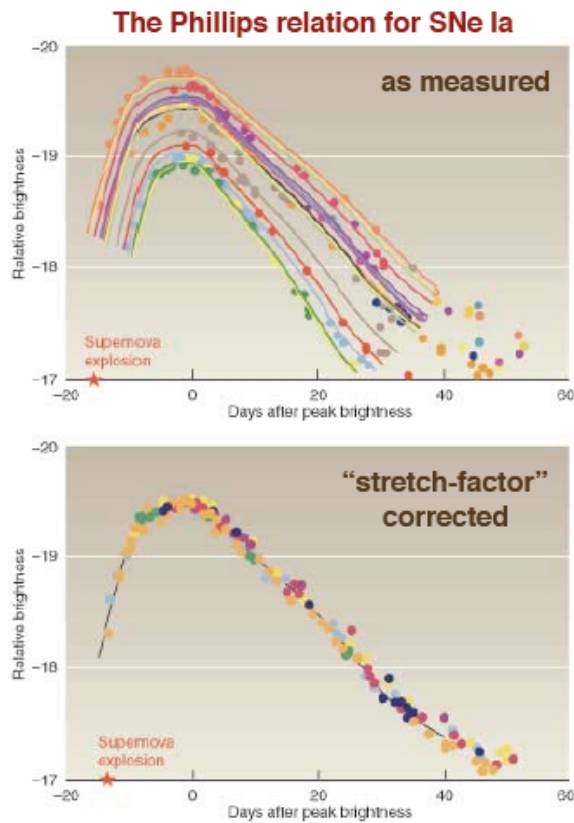 The Phillips relation for SNe Ia
as measured
−20
−19
−18
−17
Relative brightness
Supernova
explosion
−20
0
20
40
60
Days after peak brightness
“stretch-factor”
corrected
−20
−19
−18
−17
Relative brightness
Supernova
explosion
−20
0
20
40
60
Days after peak brightness